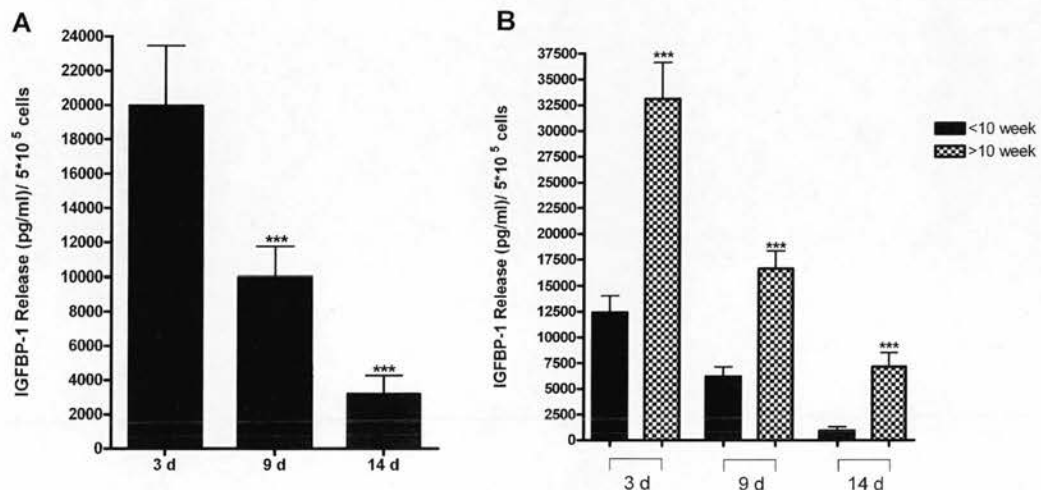 A
24000
22000
20000
18000
16000
14000
12000
10000
8000
6000
4000
2000
0
IGFBP-1 Release (pg/ml)/ 5*10 5 cells
***
***
3 d
9 d
14 d
B
37500
35000
32500
30000
27500
25000
22500
20000
17500
15000
12500
10000
7500
5000
2500
0
IGFBP-1 Release (pg/ml)/ 5*10 5 cells
***
***
***
3 d
9 d
14 d
<10 week
>10 week